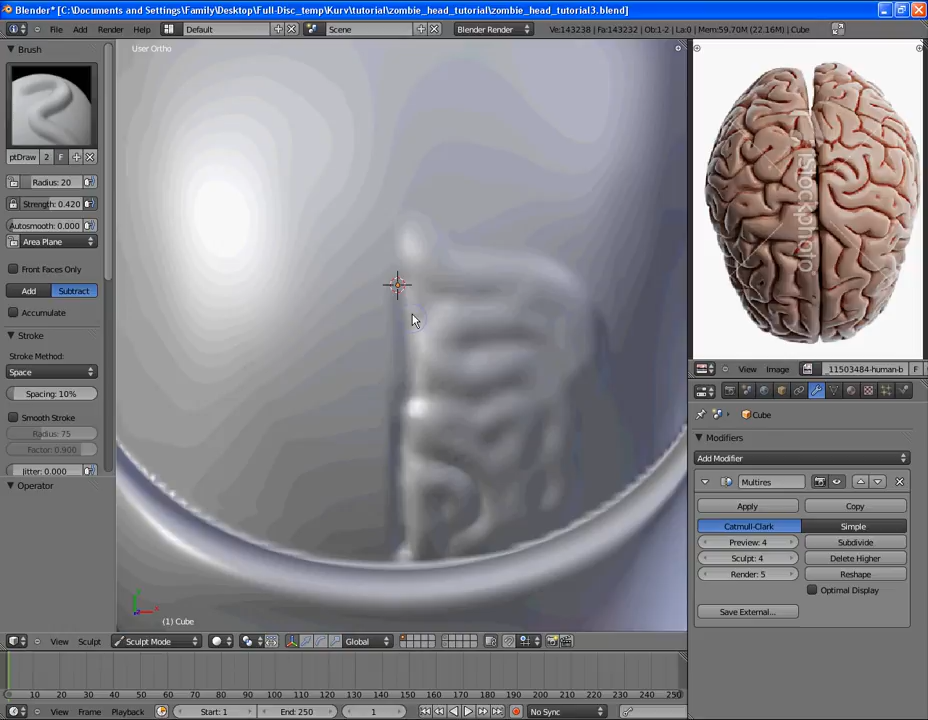 Blender* [C:\Documents and Settings\Family\Desktop\Full-Disc_temp\Kurv\tutorial\zombie_head_tutorial\zombie_head_tutorial3.blend]
File Add Render Help Default Scene Blender Render Ve:143238 | Fa:143232 | Ob:1-2 | La:0 | Mem:59.70M (22.16M) | Cube
Brush
User Ortho
ptDraw 2 F
Radius: 20
Strength: 0.420
Autosmooth: 0.000
Area Plane
Front Faces Only
Add Subtract
Accumulate
Stroke
Stroke Method:
Space
Spacing: 10%
Smooth Stroke
Radius: 75
Factor: 0.900
Jitter: 0.000
Operator
(1) Cube
iStockphoto
View Image 11503484-human-b F
Cube
Modifiers
Add Modifier
Multires
Apply Copy
Catmull-Clark Simple
Preview: 4 Subdivide
Sculpt: 4 Delete Higher
Render: 5 Reshape
Optimal Display
Save External...
View Sculpt Sculpt Mode Global
10 20 30 40 50 60 70 80 90 100 110 120 130 140 150 160 170 180 190 200 210 220 230 240 250
View Frame Playback Start: 1 End: 250 1 No Sync